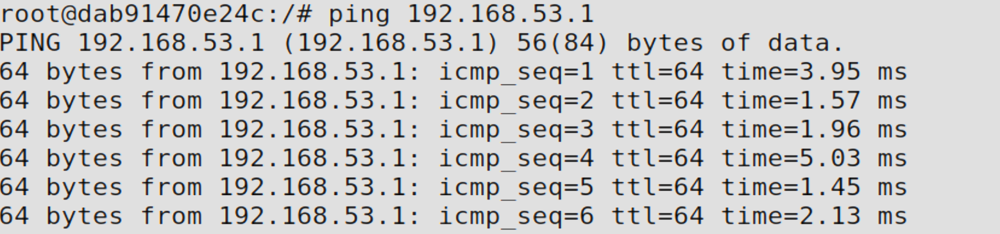 root@dab91470e24c:/# ping 192.168.53.1
PING 192.168.53.1 (192.168.53.1) 56(84) bytes of data.
64 bytes from 192.168.53.1: icmp_seq=1 ttl=64 time=3.95 ms
64 bytes from 192.168.53.1: icmp_seq=2 ttl=64 time=1.57 ms
64 bytes from 192.168.53.1: icmp_seq=3 ttl=64 time=1.96 ms
64 bytes from 192.168.53.1: icmp_seq=4 ttl=64 time=5.03 ms
64 bytes from 192.168.53.1: icmp_seq=5 ttl=64 time=1.45 ms
64 bytes from 192.168.53.1: icmp_seq=6 ttl=64 time=2.13 ms